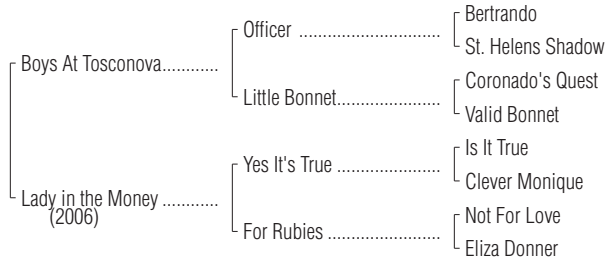 Bertrando
Officer ..............................
St. Helens Shadow
Boys At Tosconova............
Coronado's Quest
Little Bonnet......................
Valid Bonnet
Is It True
Yes It's True ......................
Clever Monique
Lady in the Money ............
(2006)
Not For Love
For Rubies ........................
Eliza Donner